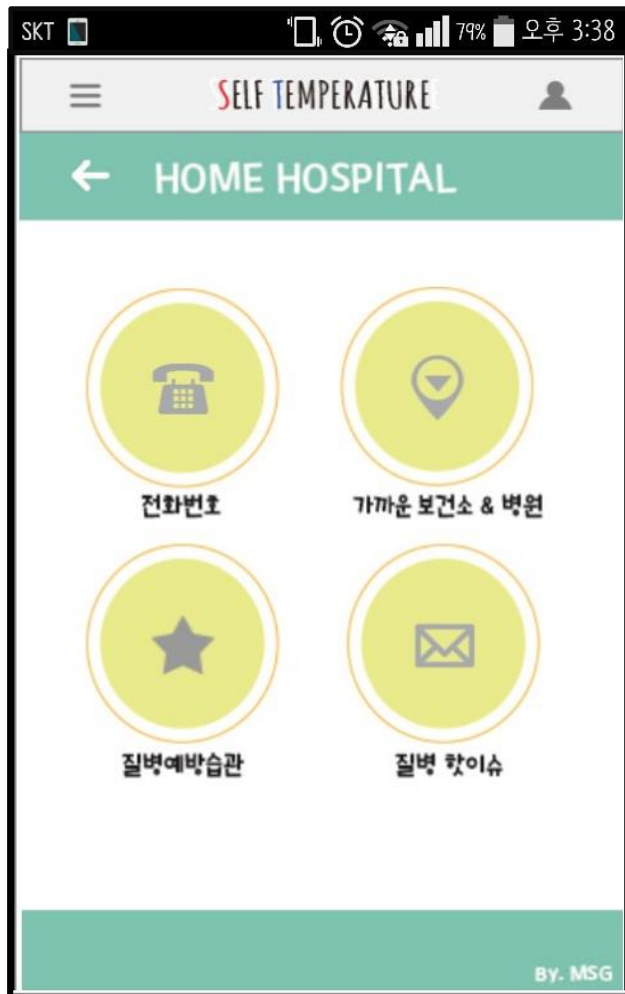 SKT 79% 오후 3:38
SELF TEMPERATURE
HOME HOSPITAL
전화번호
가까운 보건소 & 병원
질병예방습관
질병 핫이슈
By. MSG